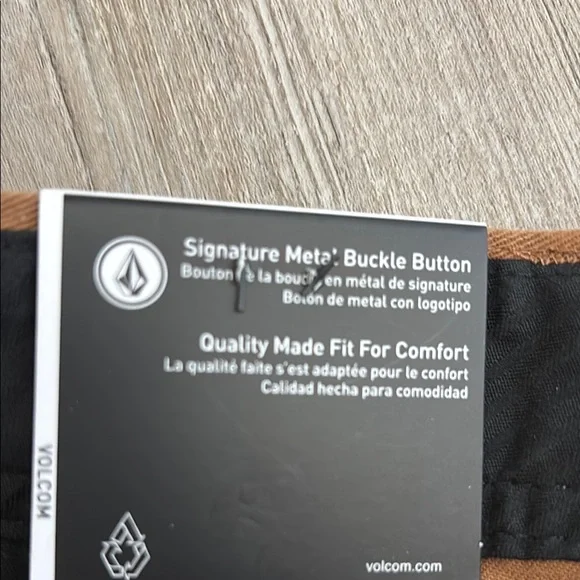 Signature Metal Buckle Button
Bouton à la boucle en métal de signature
Botón de metal con logotipo
Quality Made Fit For Comfort
La qualité faite s'est adaptée pour le confort
Calidad hecha para comodidad
VOLCOM
volcom.com